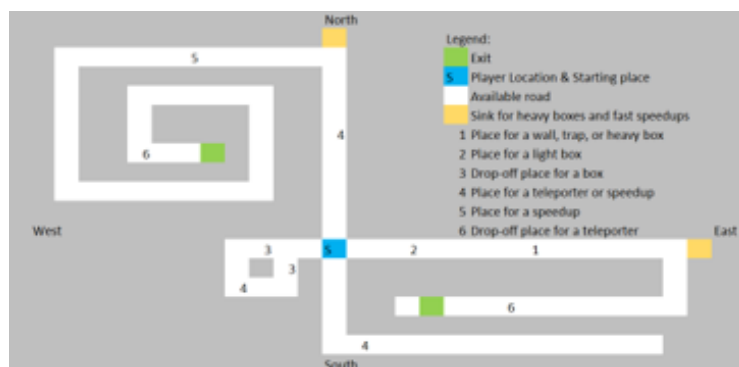 North
Legend:
5
Exit
S Player Location & Starting place
Available road
Sink for heavy boxes and fast speedups
4
1 Place for a wall, trap, or heavy box
6
2 Place for a light box
3 Drop-off place for a box
4 Place for a teleporter or speedup
5 Place for a speedup
West
6 Drop-off place for a teleporter
East
3
S
2
1
3
4
6
4
South